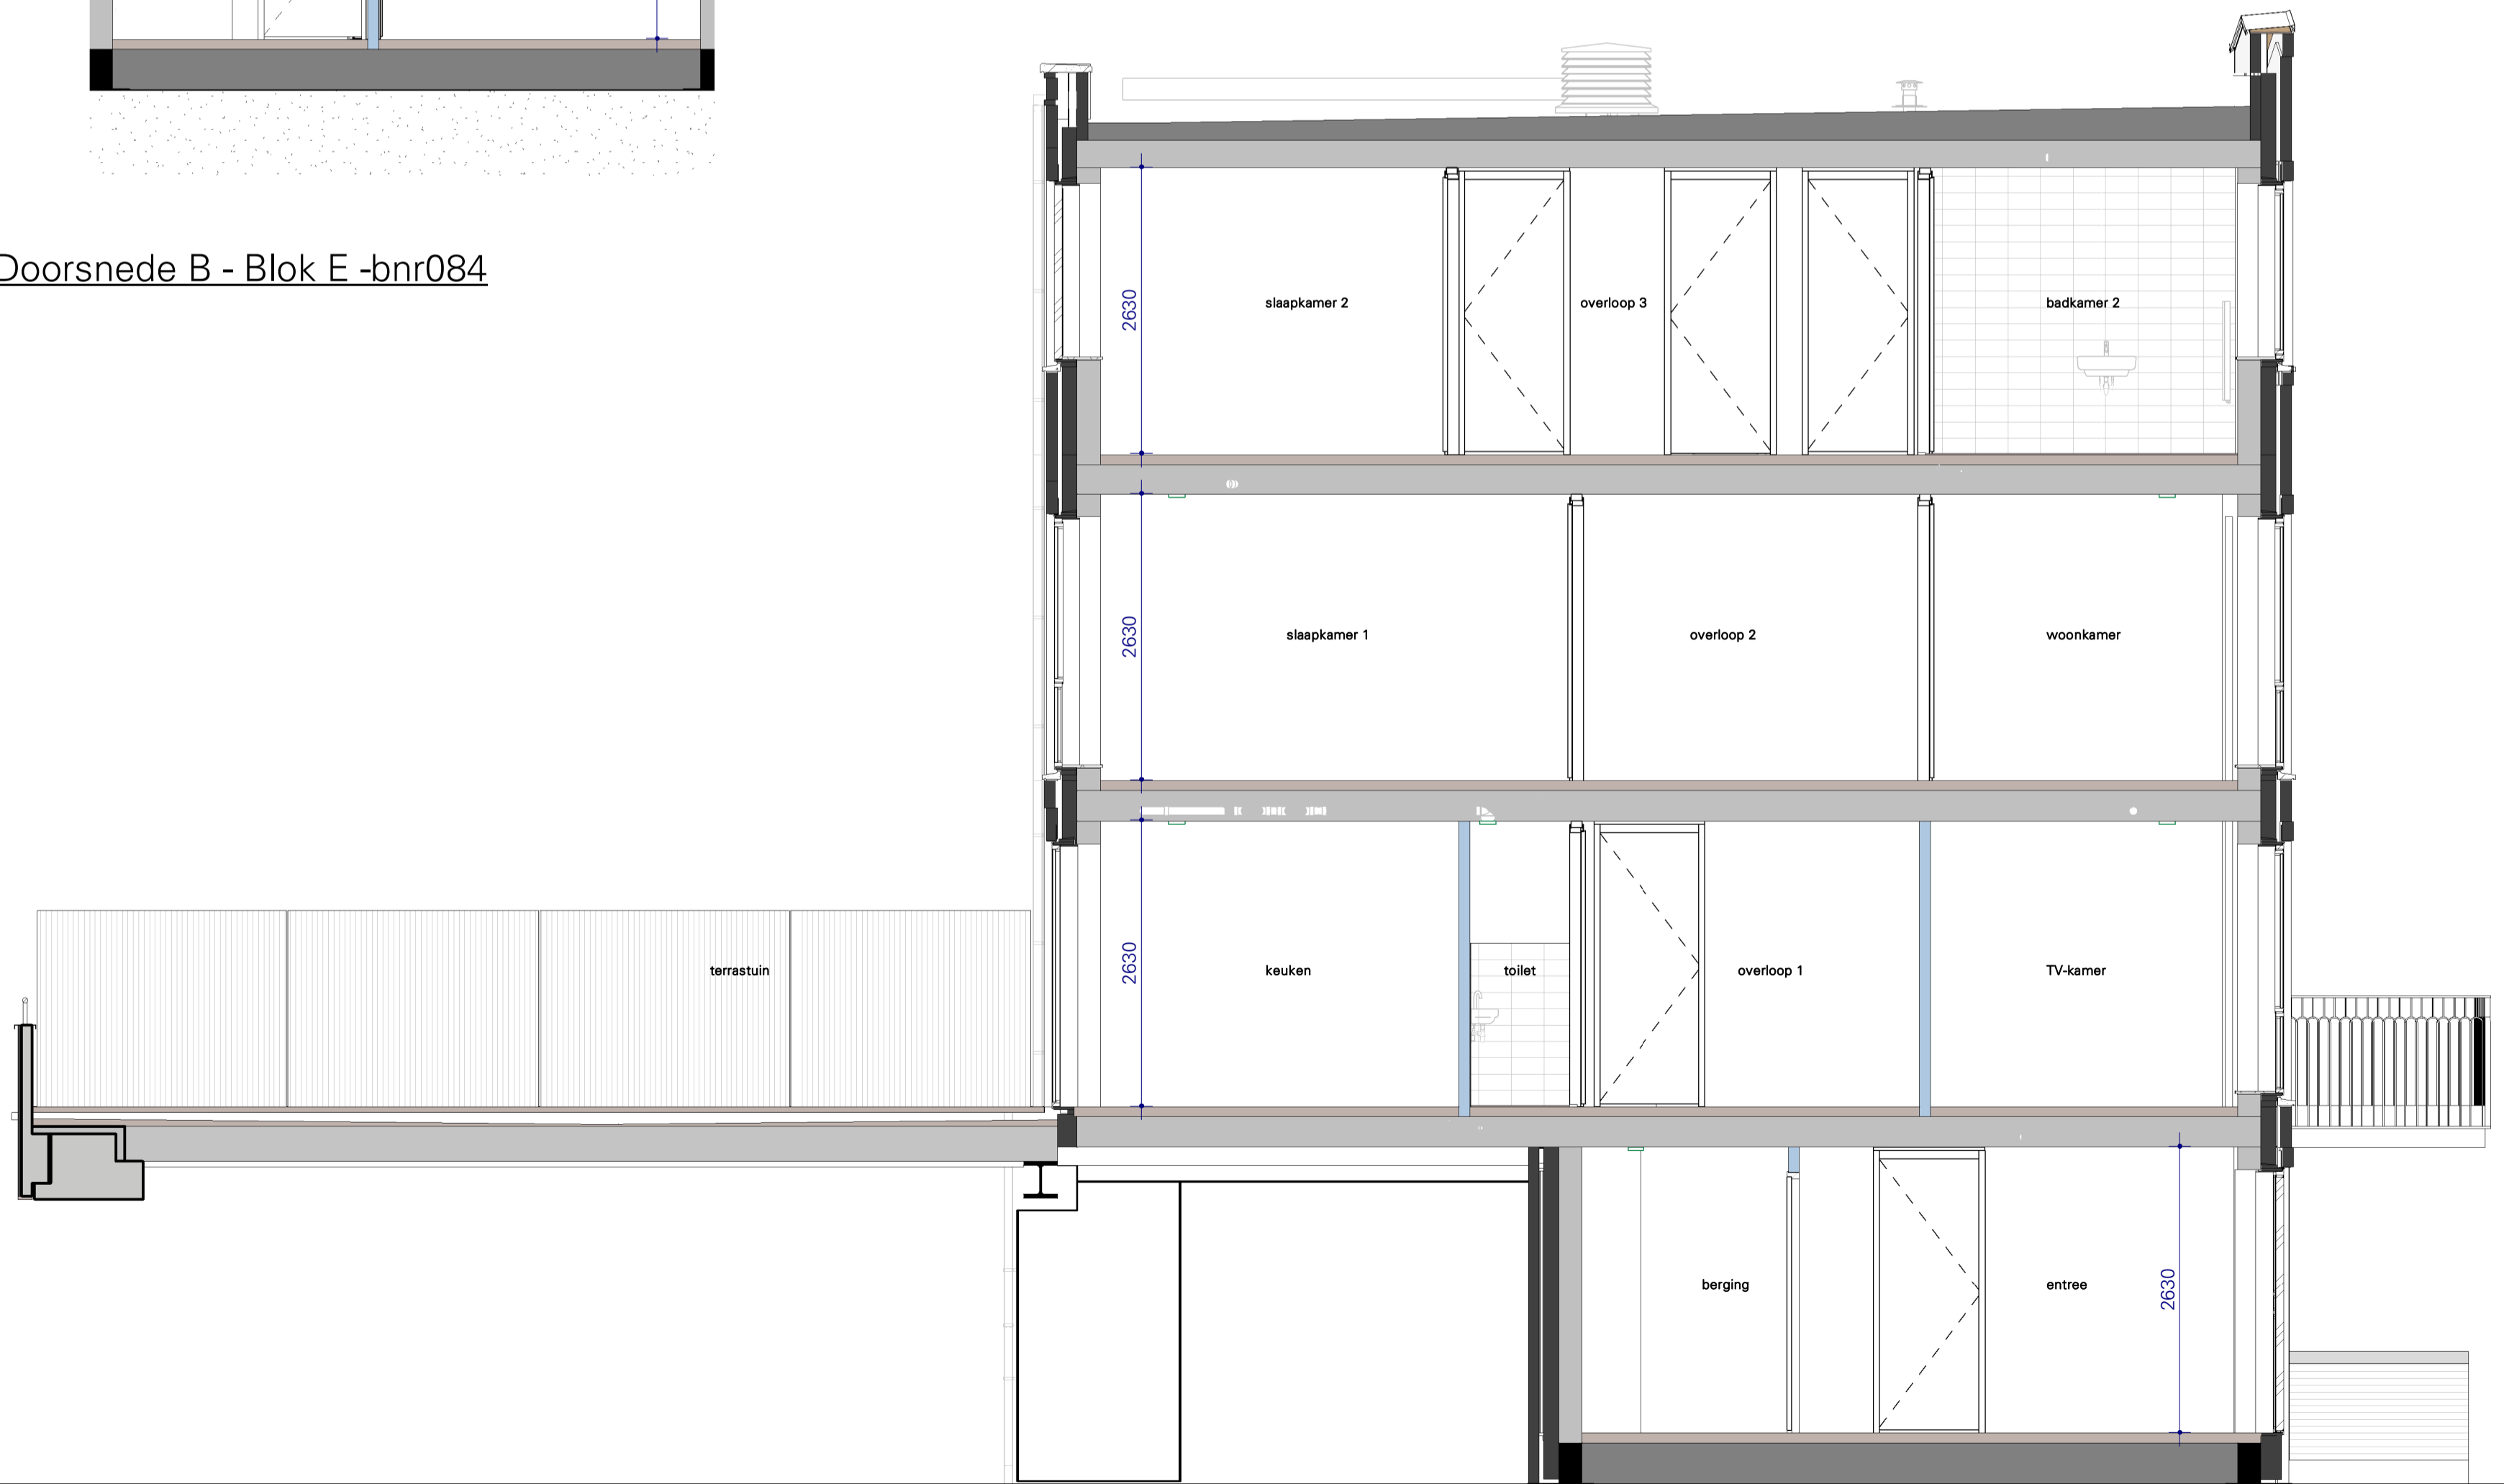 Doorsnede B - Blok E -bnr084
2630
slaapkamer 2
overloop 3
badkamer 2
2630
slaapkamer 1
overloop 2
woonkamer
terrastuin
2630
keuken
toilet
overloop 1
TV-kamer
berging
entree
2630